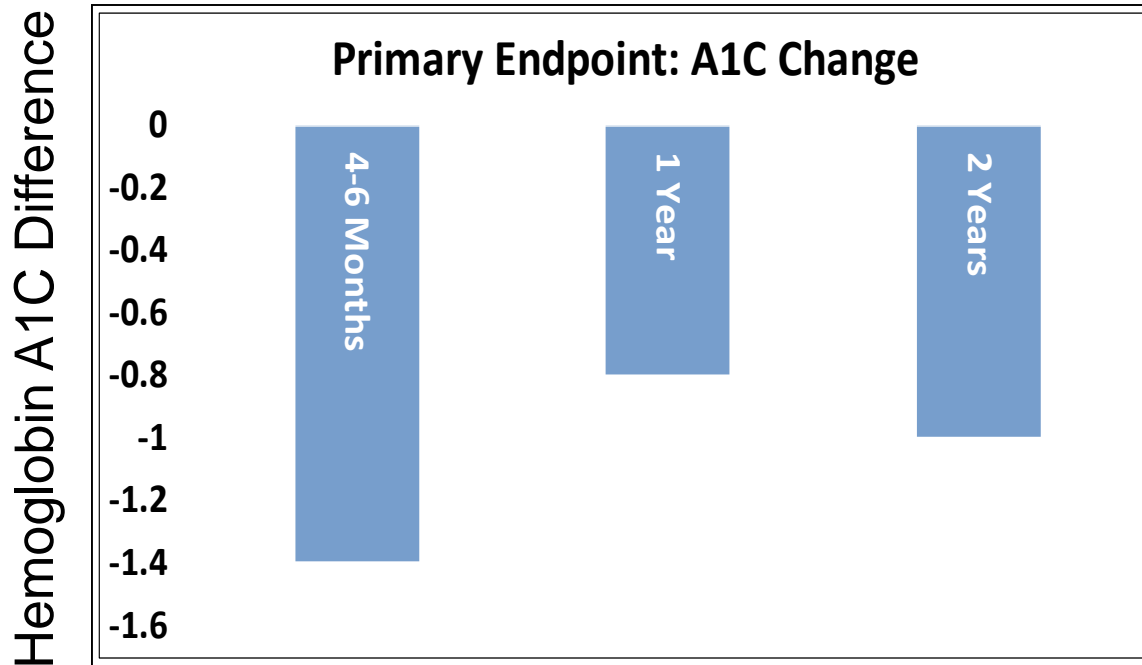 Hemoglobin A1C Difference
Primary Endpoint: A1C Change
0
-0.2
-0.4
-0.6
-0.8
-1
-1.2
-1.4
-1.6
4-6 Months
1 Year
2 Years